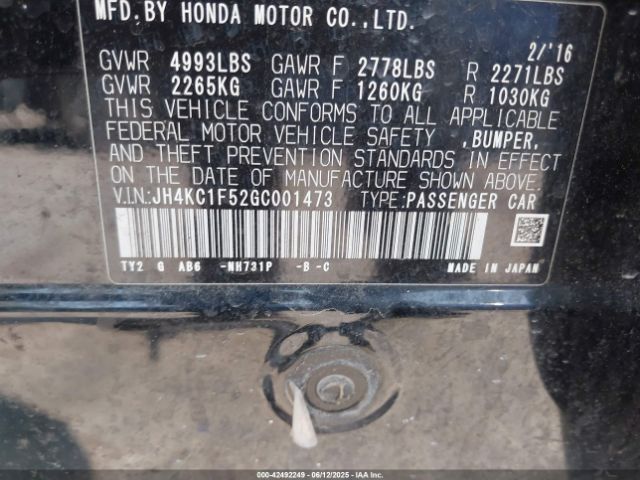 MFD.BY HONDA MOTOR CO.,LTD.
2/'16
GVWR 4993LBS GAWR F 2778LBS R 2271LBS
GVWR 2265KG GAWR F 1260KG R 1030KG
THIS VEHICLE CONFORMS TO ALL APPLICABLE
FEDERAL MOTOR VEHICLE SAFETY ,BUMPER,
AND THEFT PREVENTION STANDARDS IN EFFECT
ON THE DATE OF MANUFACTURE SHOWN ABOVE.
V.IN.:JH4KC1F52GC001473 TYPE:PASSENGER CAR
TY2 G AB6 -NH731P -B-C MADE IN JAPAN
000-42492249 - 06/12/2025 - IAAI.COM